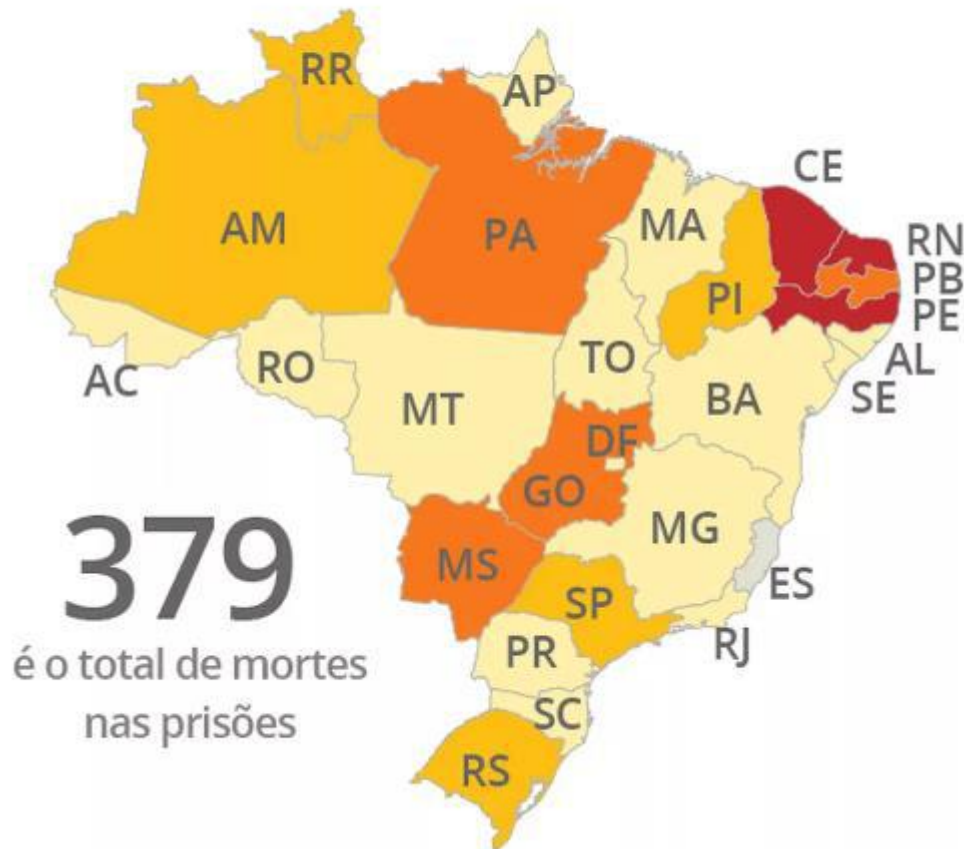 RR
AP
CE
AM
PA
MA
RN
PB
PI
PE
AL
TO
SE
AC
RO
BA
MT
DF
GO
MG
379
MS
ES
SP
é o total de mortes
RJ
PR
nas prisões
SC
RS